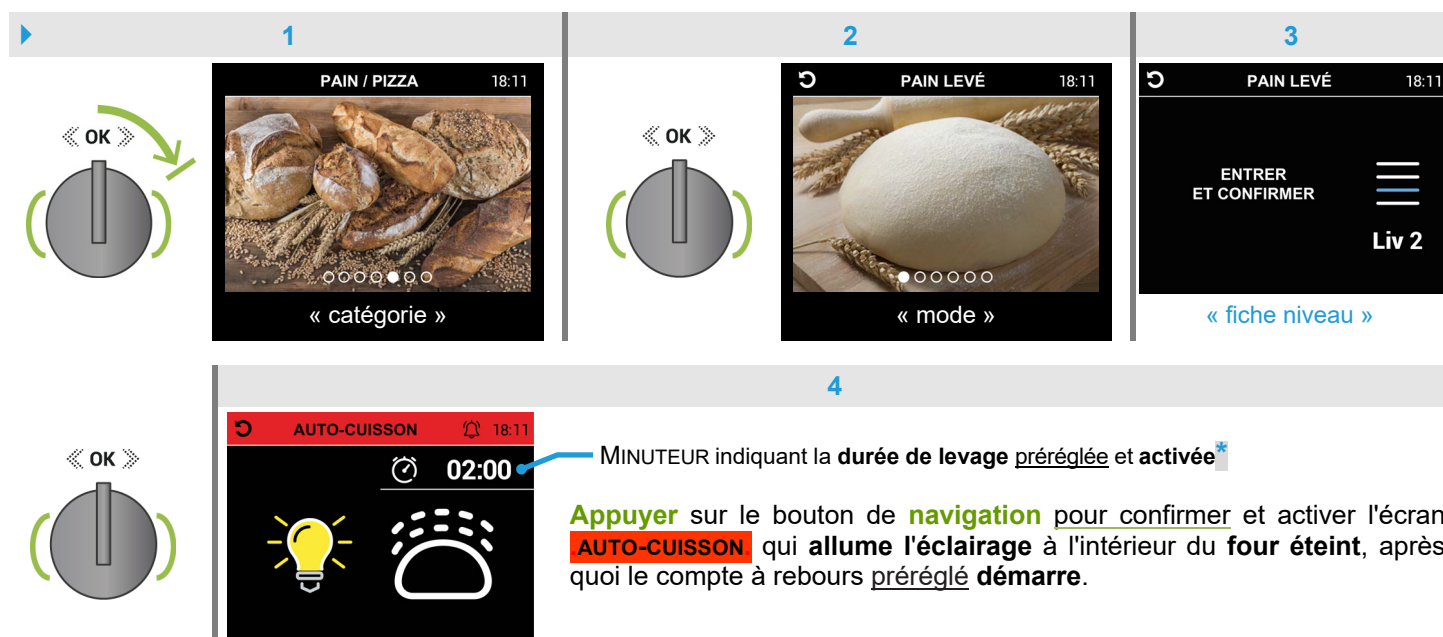 1
2
3
« OK »
PAIN / PIZZA 18:11
« catégorie »
« OK »
PAIN LEVÉ 18:11
« mode »
PAIN LEVÉ 18:11
ENTRER
ET CONFIRMER
Liv 2
« fiche niveau »
4
« OK »
AUTO-CUISSON 18:11
02:00
MINUTEUR indiquant la durée de levage préréglée et activée*
Appuyer sur le bouton de navigation pour confirmer et activer l'écran
.AUTO-CUISSON. qui allume l'éclairage à l'intérieur du four éteint, après
quoi le compte à rebours préréglé démarre.